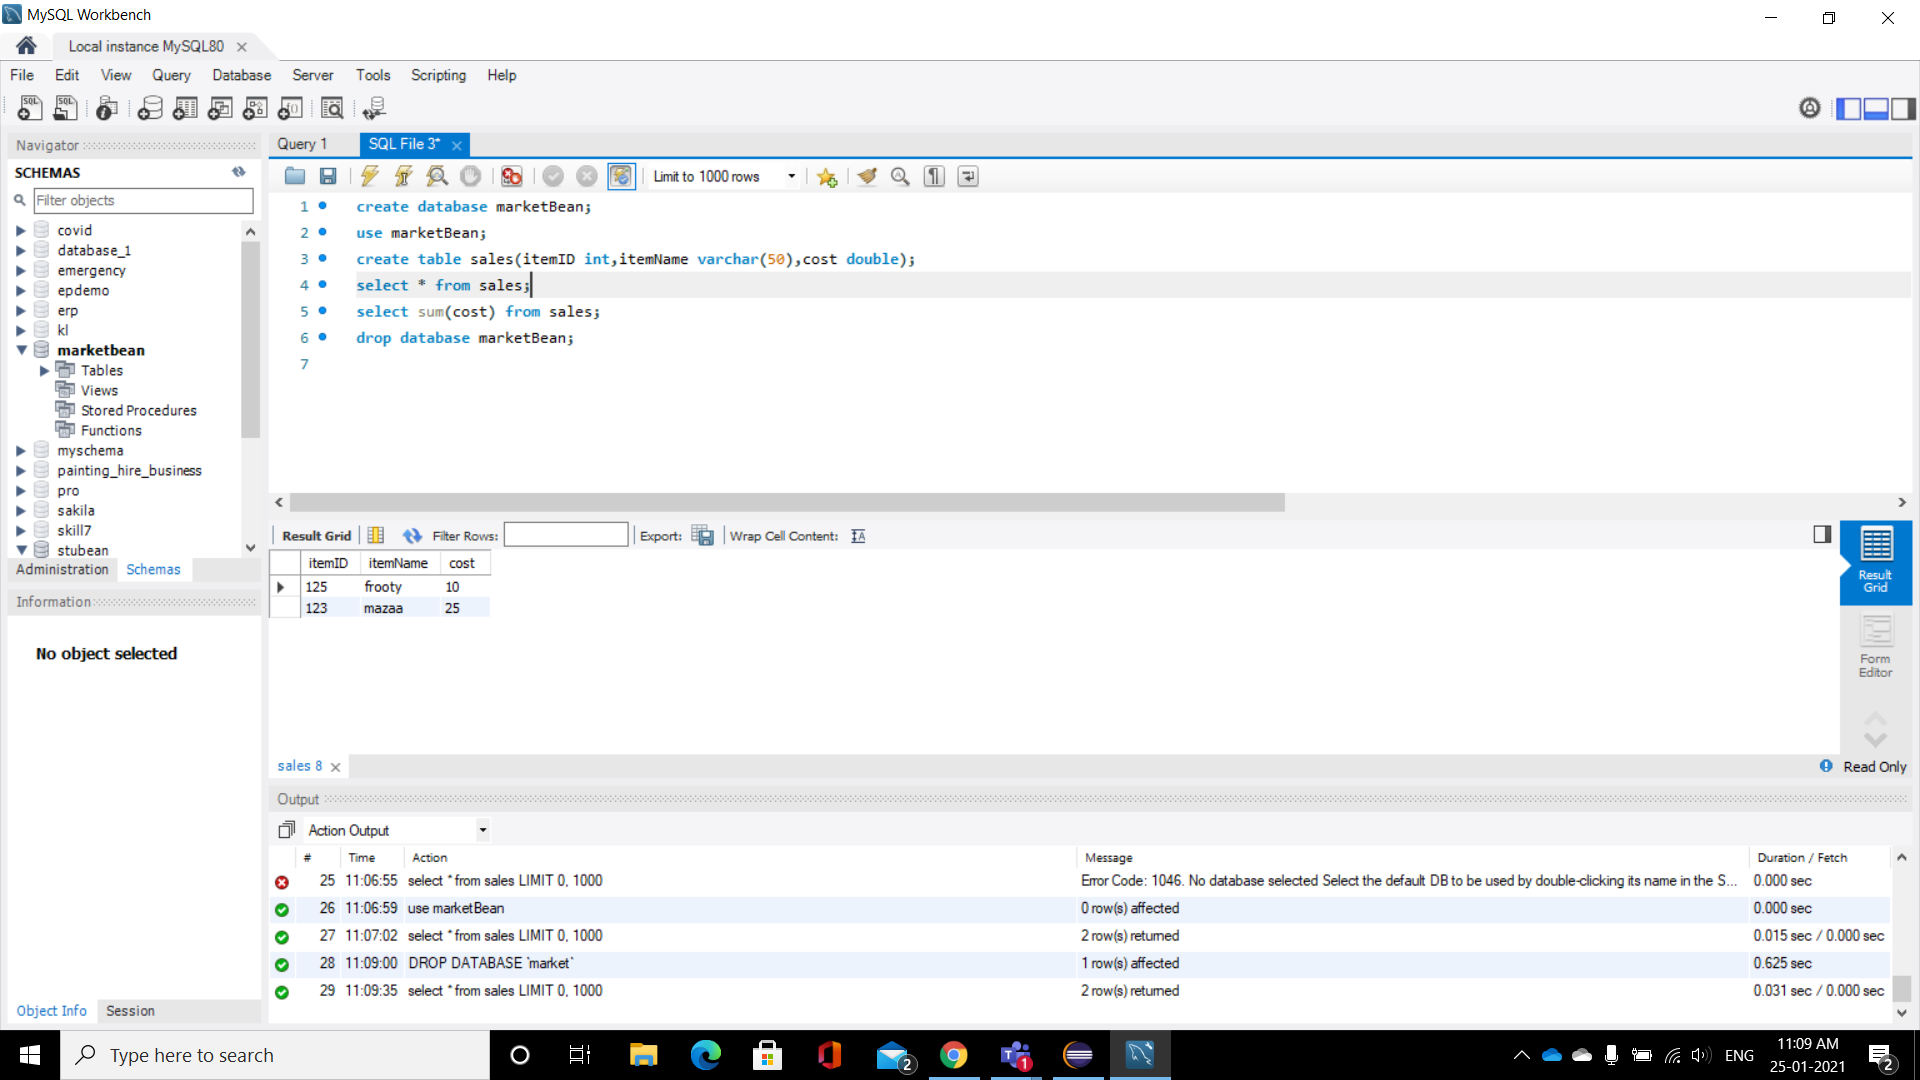 MySQL Workbench
Local instance MySQL80
File Edit View Query Database Server Tools Scripting Help
Navigator
SCHEMAS
Filter objects
covid
database_1
emergency
epdemo
erp
kl
marketbean
Tables
Views
Stored Procedures
Functions
myschema
painting_hire_business
pro
sakila
skill7
stubean
Administration Schemas
Information
No object selected
Object Info Session
Query 1 SQL File 3*
Limit to 1000 rows
1 create database marketBean;
2 use marketBean;
3 create table sales(itemID int,itemName varchar(50),cost double);
4 select * from sales;
5 select sum(cost) from sales;
6 drop database marketBean;
7
Result Grid Filter Rows: Export: Wrap Cell Content:
itemID itemName cost
125 frooty 10
123 mazaa 25
Result
Grid
Form
Editor
sales 8
Read Only
Output
Action Output
# Time Action Message Duration / Fetch
25 11:06:55 select * from sales LIMIT 0, 1000 Error Code: 1046. No database selected Select the default DB to be used by double-clicking its name in the S... 0.000 sec
26 11:06:59 use marketBean 0 row(s) affected 0.000 sec
27 11:07:02 select * from sales LIMIT 0, 1000 2 row(s) returned 0.015 sec / 0.000 sec
28 11:09:00 DROP DATABASE `market` 1 row(s) affected 0.625 sec
29 11:09:35 select * from sales LIMIT 0, 1000 2 row(s) returned 0.031 sec / 0.000 sec
Type here to search
2
1
ENG
11:09 AM
25-01-2021
2